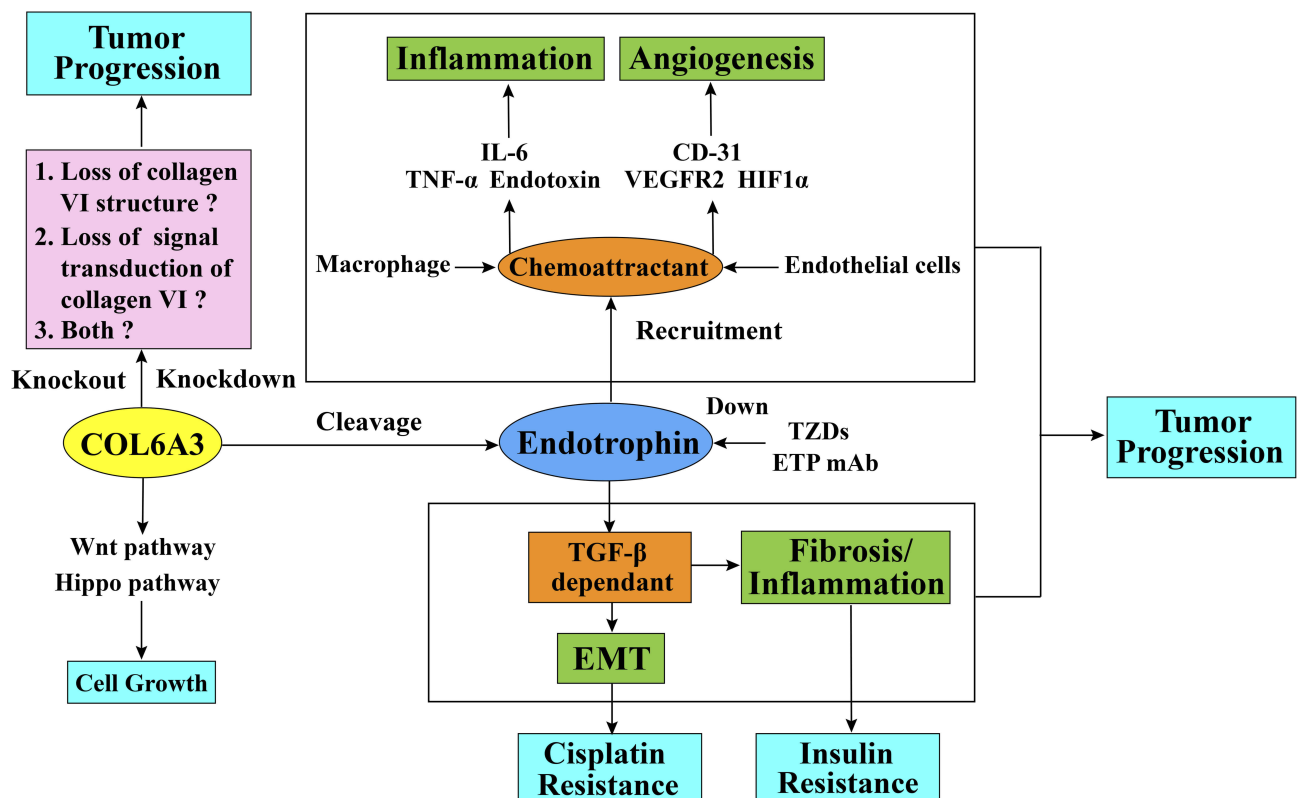 Tumor
Progression
1. Loss of collagen
VI structure ?
2. Loss of signal
transduction of
collagen VI ?
3. Both ?
Knockout Knockdown
COL6A3
Wnt pathway
Hippo pathway
Cell Growth
Cleavage
Inflammation
Angiogenesis
IL-6
TNF-α Endotoxin
CD-31
VEGFR2 HIF1α
Macrophage
Chemoattractant
Endothelial cells
Recruitment
Endotrophin
Down
TZDs
ETP mAb
TGF-β
dependant
Fibrosis/
Inflammation
EMT
Cisplatin
Resistance
Insulin
Resistance
Tumor
Progression